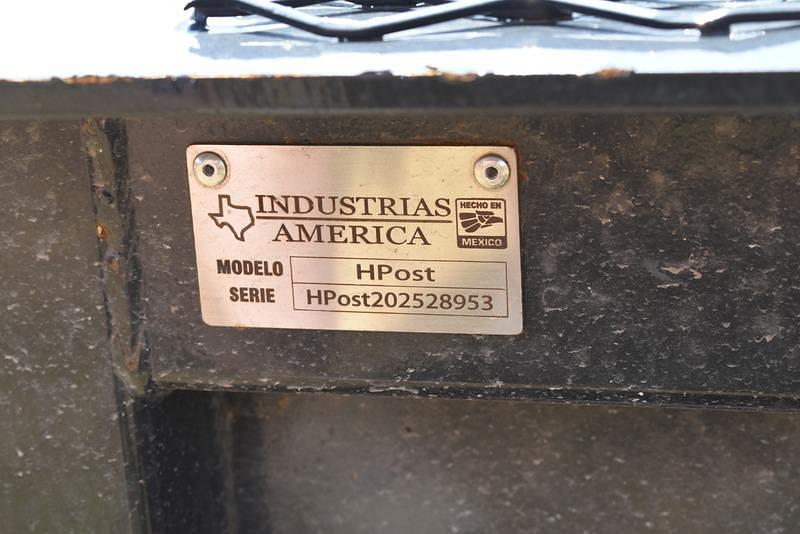 INDUSTRIAS
AMERICA
HECHO EN
MEXICO
MODELO HPost
SERIE HPost202528953